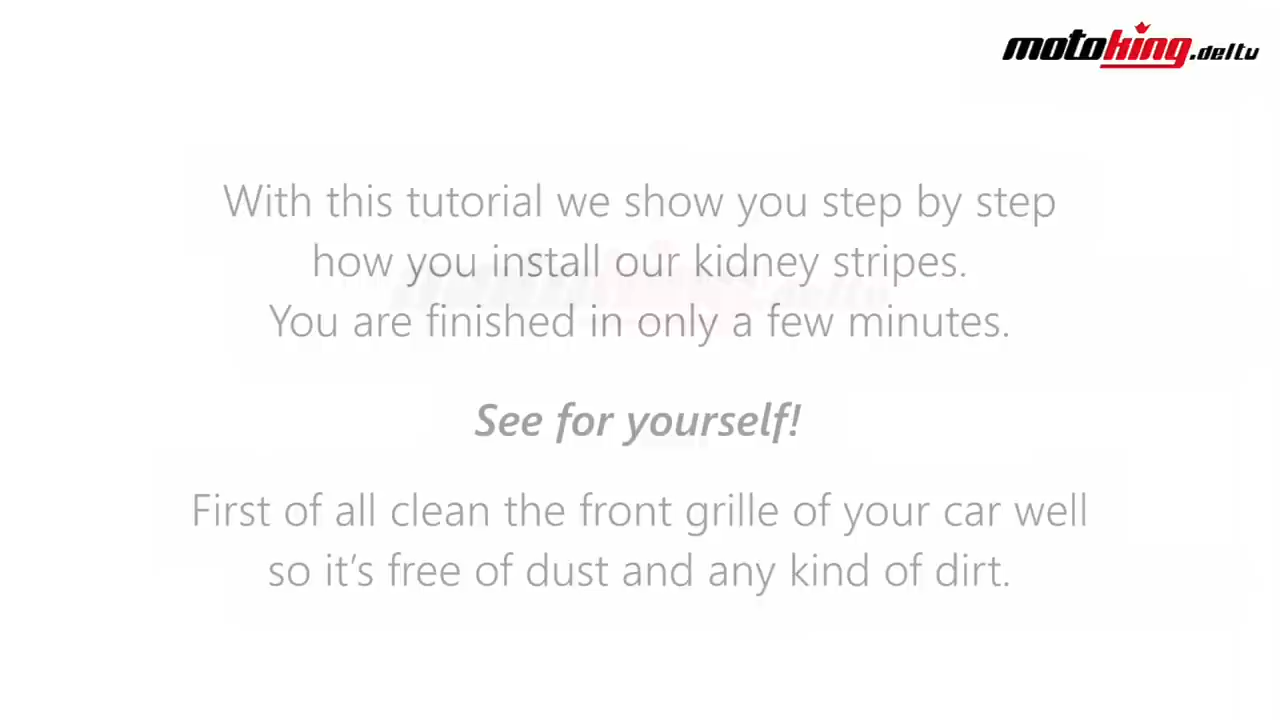 motoking.de/tv
With this tutorial we show you step by step
how you install our kidney stripes.
You are finished in only a few minutes.
See for yourself!
First of all clean the front grille of your car well
so it's free of dust and any kind of dirt.